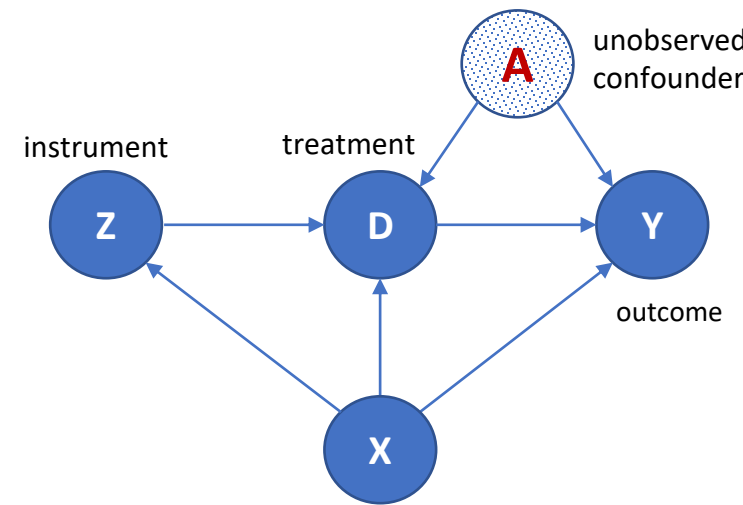 A
unobserved
confounder
instrument
treatment
Z
D
Y
outcome
X